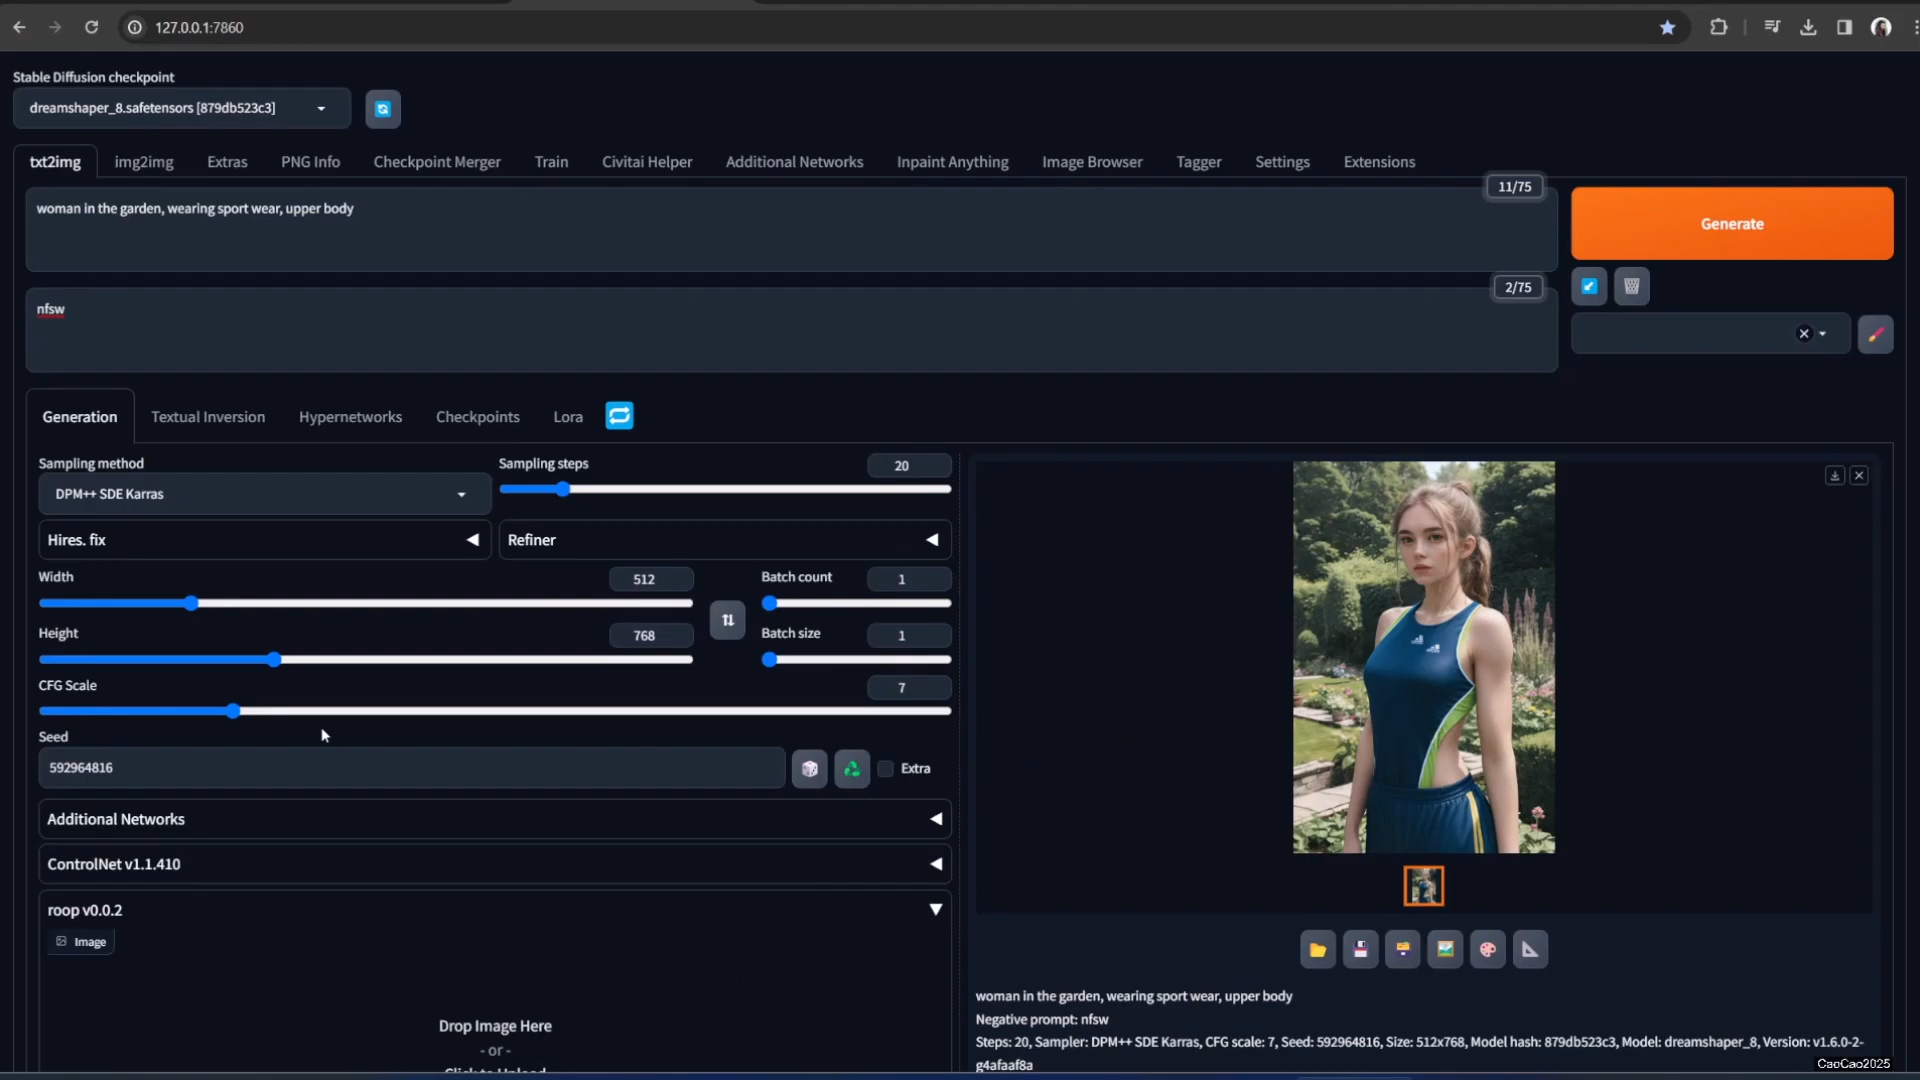 127.0.0.1:7860
Stable Diffusion checkpoint
dreamshaper_8.safetensors [879db523c3]
txt2img img2img Extras PNG Info Checkpoint Merger Train Civitai Helper Additional Networks Inpaint Anything Image Browser Tagger Settings Extensions
11/75
woman in the garden, wearing sport wear, upper body
Generate
2/75
nfsw
Generation Textual Inversion Hypernetworks Checkpoints Lora
Sampling method Sampling steps 20
DPM++ SDE Karras
Hires. fix Refiner
Width 512 Batch count 1
Height 768 Batch size 1
CFG Scale 7
Seed
592964816 Extra
Additional Networks
ControlNet v1.1.410
roop v0.0.2
Image
Drop Image Here
- or -
Click to Upload
woman in the garden, wearing sport wear, upper body
Negative prompt: nfsw
Steps: 20, Sampler: DPM++ SDE Karras, CFG scale: 7, Seed: 592964816, Size: 512x768, Model hash: 879db523c3, Model: dreamshaper_8, Version: v1.6.0-2-
g4afaaf8a
CaoCao2025